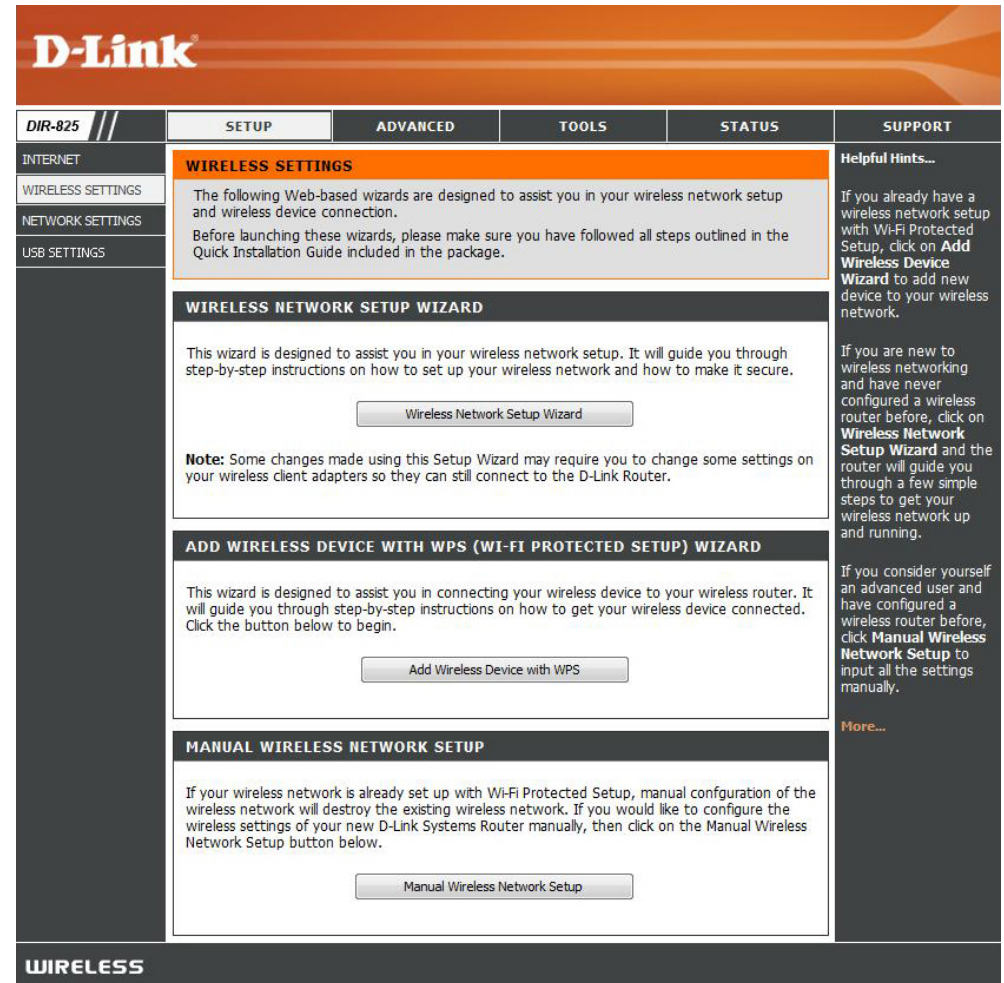 D-Link
DIR-825
SETUP
ADVANCED
TOOLS
STATUS
SUPPORT
INTERNET
WIRELESS SETTINGS
NETWORK SETTINGS
USB SETTINGS
WIRELESS SETTINGS
The following Web-based wizards are designed to assist you in your wireless network setup
and wireless device connection.
Before launching these wizards, please make sure you have followed all steps outlined in the
Quick Installation Guide included in the package.
WIRELESS NETWORK SETUP WIZARD
This wizard is designed to assist you in your wireless network setup. It will guide you through
step-by-step instructions on how to set up your wireless network and how to make it secure.
Wireless Network Setup Wizard
Note: Some changes made using this Setup Wizard may require you to change some settings on
your wireless client adapters so they can still connect to the D-Link Router.
ADD WIRELESS DEVICE WITH WPS (WI-FI PROTECTED SETUP) WIZARD
This wizard is designed to assist you in connecting your wireless device to your wireless router. It
will guide you through step-by-step instructions on how to get your wireless device connected.
Click the button below to begin.
Add Wireless Device with WPS
MANUAL WIRELESS NETWORK SETUP
If your wireless network is already set up with Wi-Fi Protected Setup, manual confguration of the
wireless network will destroy the existing wireless network. If you would like to configure the
wireless settings of your new D-Link Systems Router manually, then click on the Manual Wireless
Network Setup button below.
Manual Wireless Network Setup
Helpful Hints...
If you already have a
wireless network setup
with Wi-Fi Protected
Setup, click on Add
Wireless Device
Wizard to add new
device to your wireless
network.
If you are new to
wireless networking
and have never
configured a wireless
router before, click on
Wireless Network
Setup Wizard and the
router will guide you
through a few simple
steps to get your
wireless network up
and running.
If you consider yourself
an advanced user and
have configured a
wireless router before,
click Manual Wireless
Network Setup to
input all the settings
manually.
More...
WIRELESS